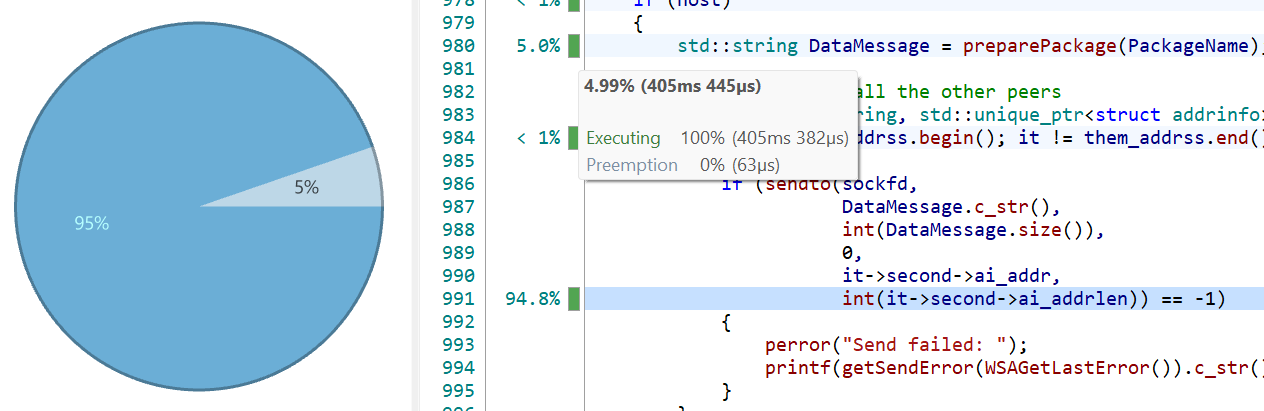 95%
5%
978 < 1% if (host)
979 {
980 5.0% std::string DataMessage = preparePackage(PackageName);
981
4.99% (405ms 445µs)
982 all the other peers
983 ring, std::unique_ptr<struct addrinfo
984 < 1% ddrss.begin(); it != them_addrss.end()
Executing 100% (405ms 382µs)
985
Preemption 0% (63µs)
986 if (sendto(sockfd,
987 DataMessage.c_str(),
988 int(DataMessage.size()),
989 0,
990 it->second->ai_addr,
991 94.8% int(it->second->ai_addrlen)) == -1)
992 {
993 perror("Send failed: ");
994 printf(getSendError(WSAGetLastError()).c_str()
995 }